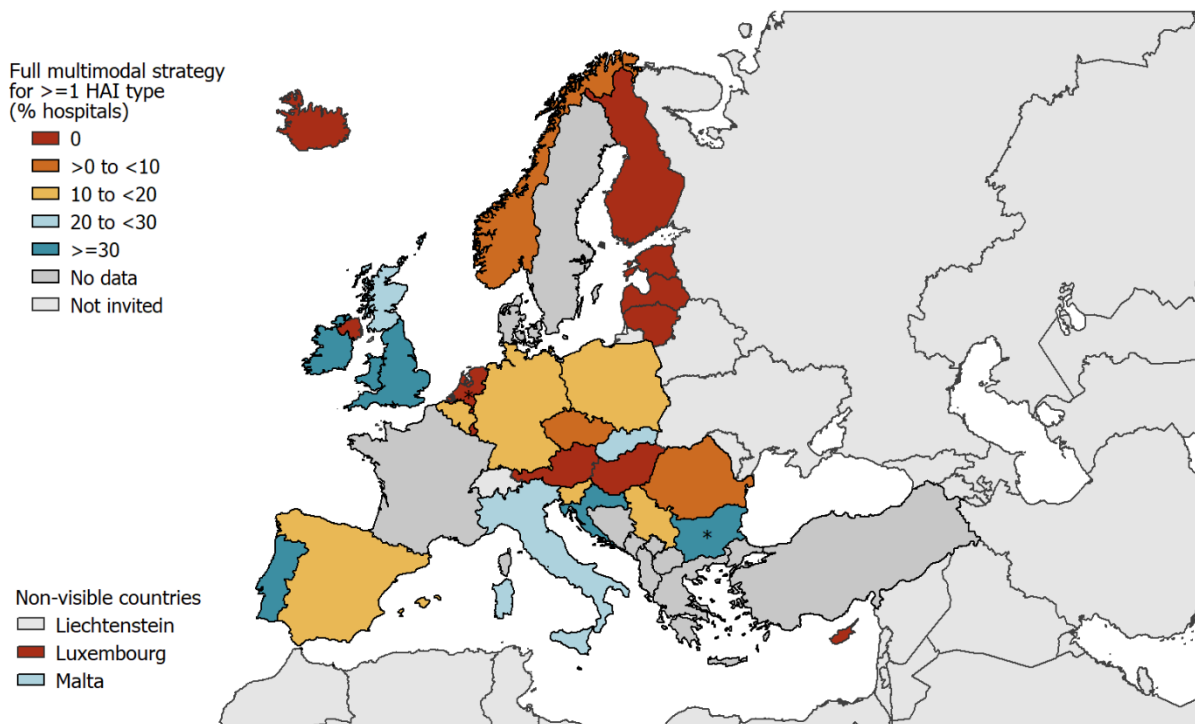 Full multimodal strategy
for >=1 HAI type
(% hospitals)
0
>0 to <10
10 to <20
20 to <30
>=30
No data
Not invited
*
*
Non-visible countries
Liechtenstein
Luxembourg
Malta